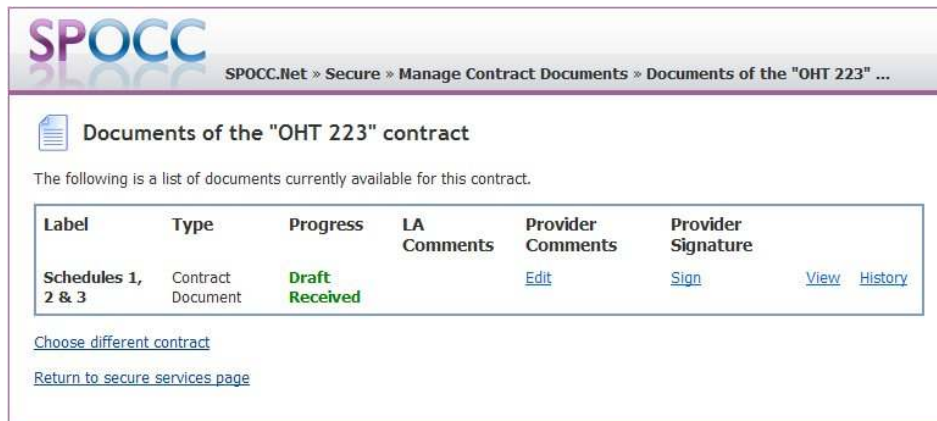 SPOCC
SPOCC.Net » Secure » Manage Contract Documents » Documents of the "OHT 223" ...
Documents of the "OHT 223" contract
The following is a list of documents currently available for this contract.
Label Type Progress LA Comments Provider Comments Provider Signature
Schedules 1, 2 & 3 Contract Document Draft Received Edit Sign View History
Choose different contract
Return to secure services page